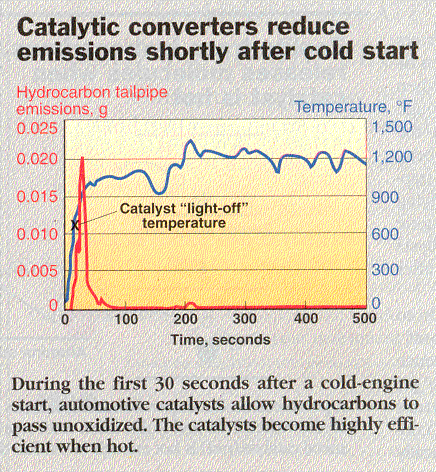 Catalytic converters reduce
emissions shortly after cold start
Hydrocarbon tailpipe
emissions, g
Temperature, °F
0.025
0.020
0.015
0.010
0.005
0
1,500
1,200
900
600
300
0
Catalyst "light-off"
temperature
X
0 100 200 300 400 500
Time, seconds
During the first 30 seconds after a cold-engine
start, automotive catalysts allow hydrocarbons to
pass unoxidized. The catalysts become highly effi-
cient when hot.